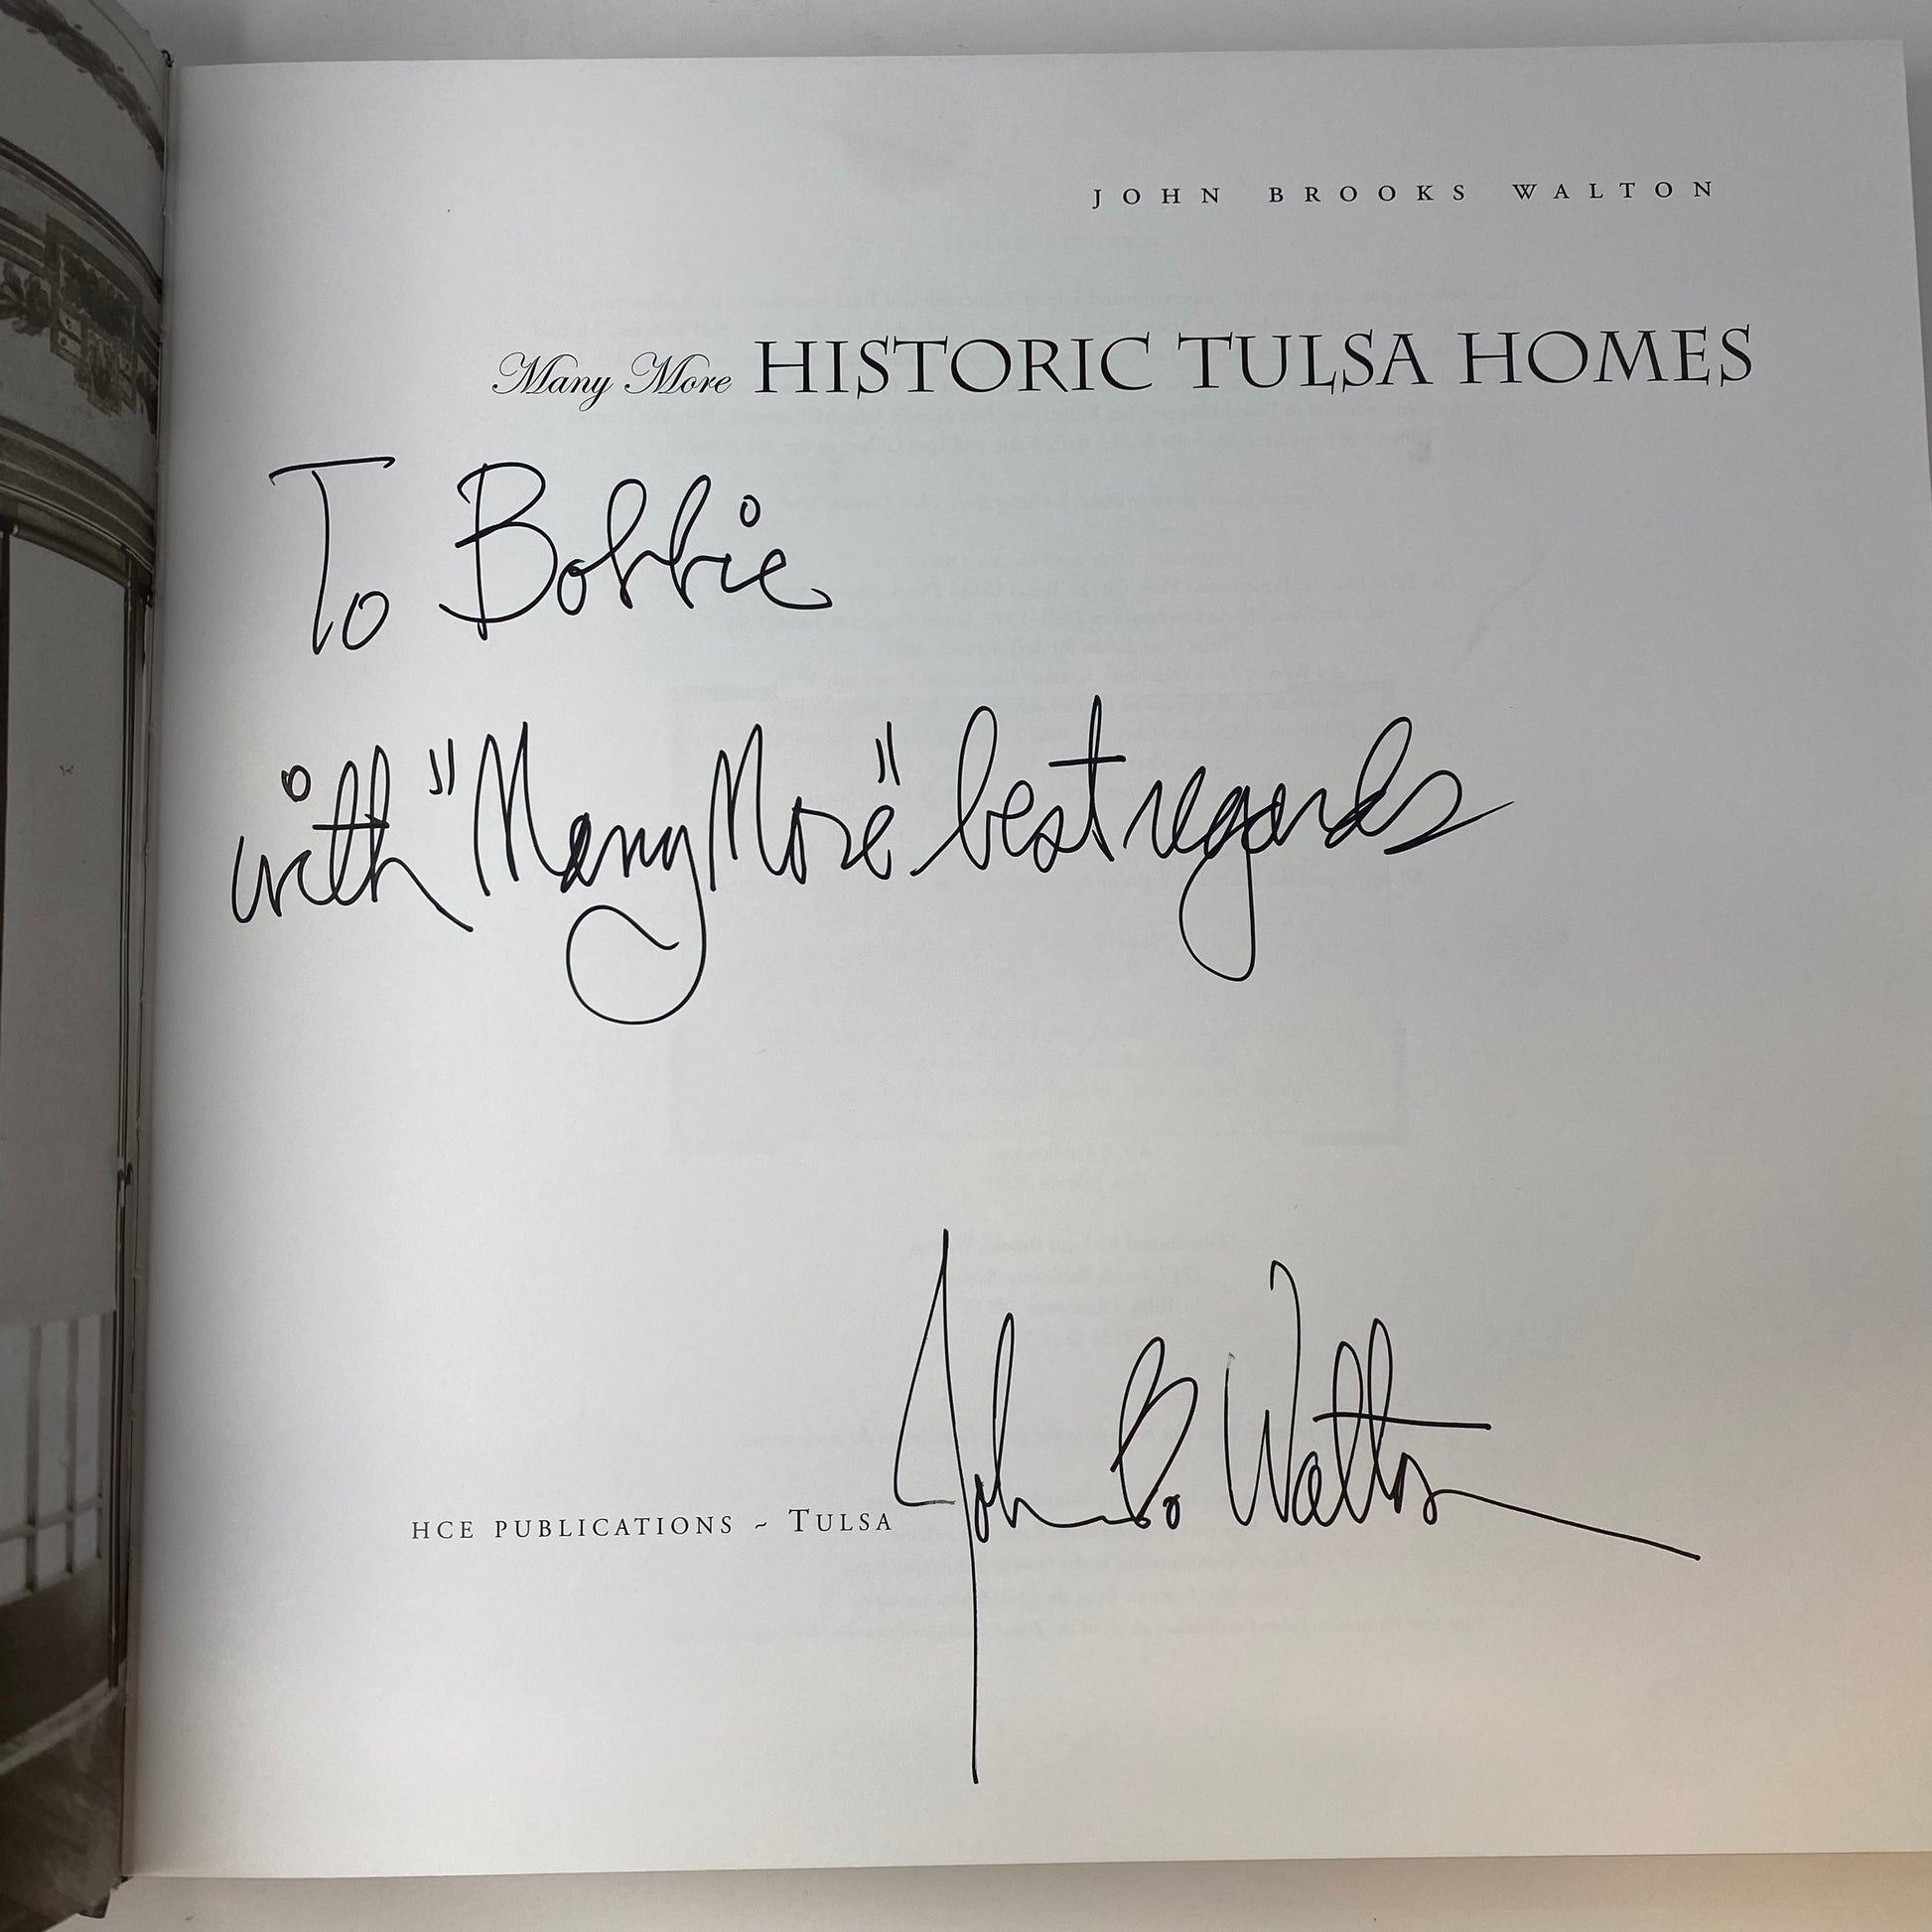 JOHN BROOKS WALTON
Many More HISTORIC TULSA HOMES
To Bobbie
with "Many More" best regards
John B. Walton
HCE PUBLICATIONS ~ TULSA